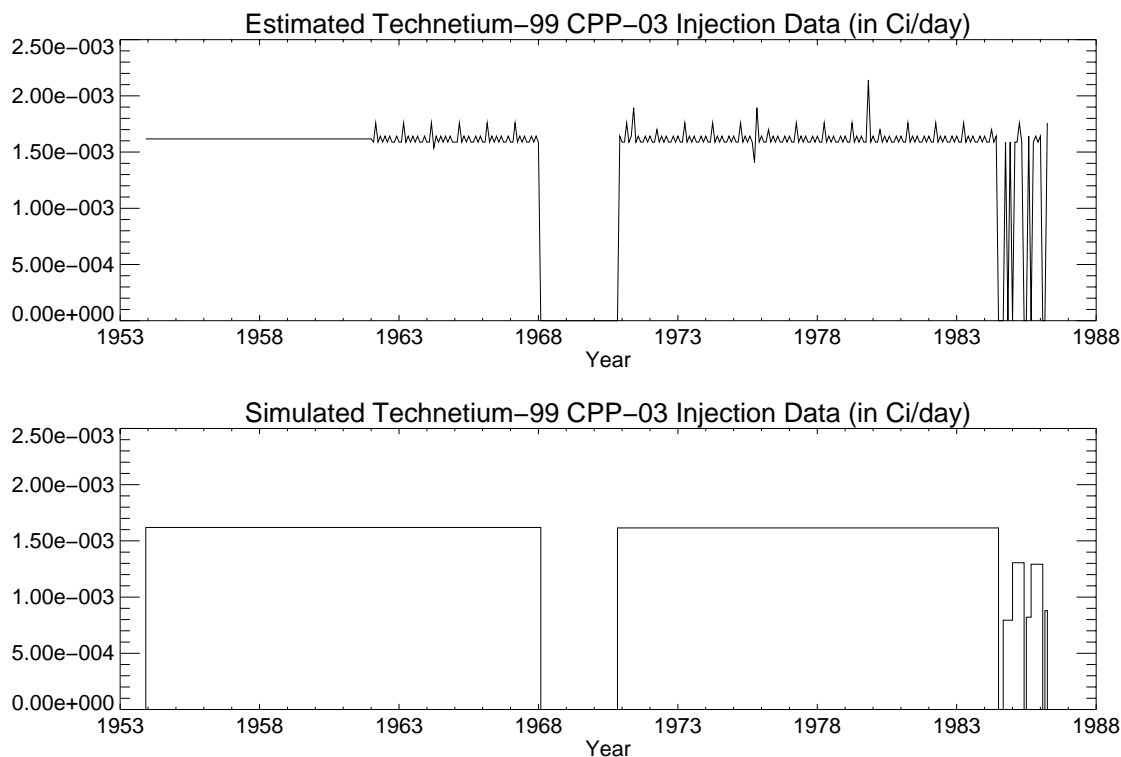 Estimated Technetium−99 CPP−03 Injection Data (in Ci/day)
2.50e−003
2.00e−003
1.50e−003
1.00e−003
5.00e−004
0.00e+000
1953 1958 1963 1968 1973 1978 1983 1988
Year
Simulated Technetium−99 CPP−03 Injection Data (in Ci/day)
2.50e−003
2.00e−003
1.50e−003
1.00e−003
5.00e−004
0.00e+000
1953 1958 1963 1968 1973 1978 1983 1988
Year